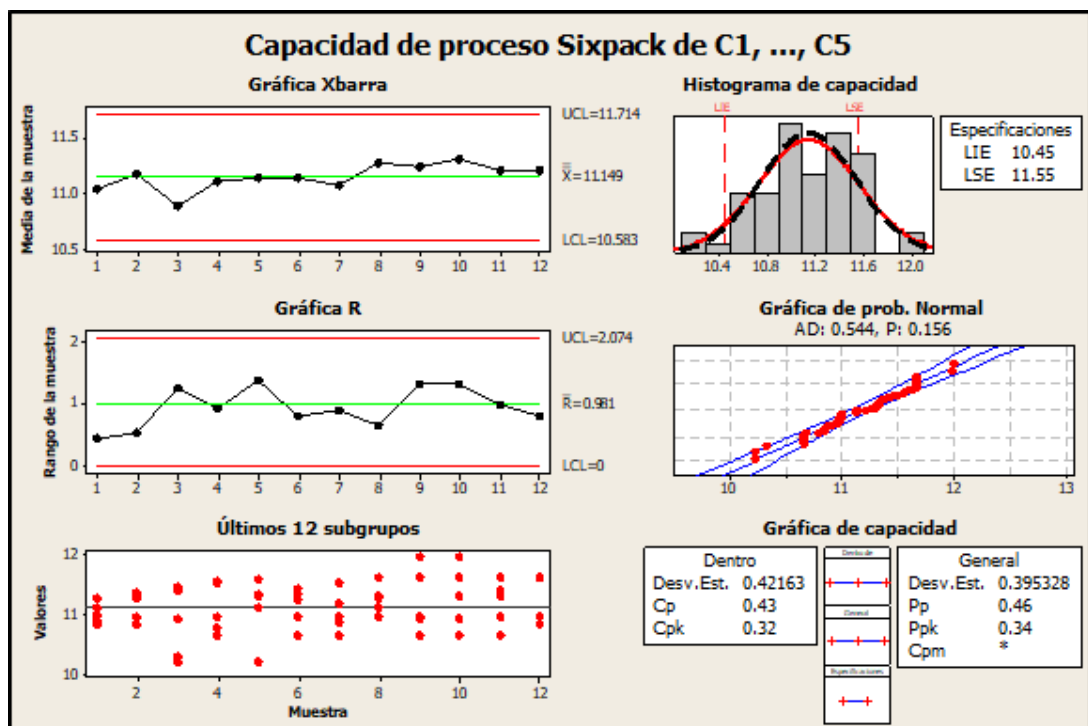 Capacidad de proceso Sixpack de C1, ..., C5
Gráfica Xbarra
Media de la muestra
11.5
11.0
10.5
1 2 3 4 5 6 7 8 9 10 11 12
UCL=11.714
X=11.149
LCL=10.583
Histograma de capacidad
LIE
LSE
10.4 10.8 11.2 11.6 12.0
Especificaciones
LIE 10.45
LSE 11.55
Gráfica R
Rango de la muestra
2
1
0
1 2 3 4 5 6 7 8 9 10 11 12
UCL=2.074
R=0.981
LCL=0
Gráfica de prob. Normal
AD: 0.544, P: 0.156
10 11 12 13
Últimos 12 subgrupos
Valores
12
11
10
2 4 6 8 10 12
Muestra
Gráfica de capacidad
Dentro
Desv.Est. 0.42163
Cp 0.43
Cpk 0.32
Dentro de
General
Especificaciones
General
Desv.Est. 0.395328
Pp 0.46
Ppk 0.34
Cpm *